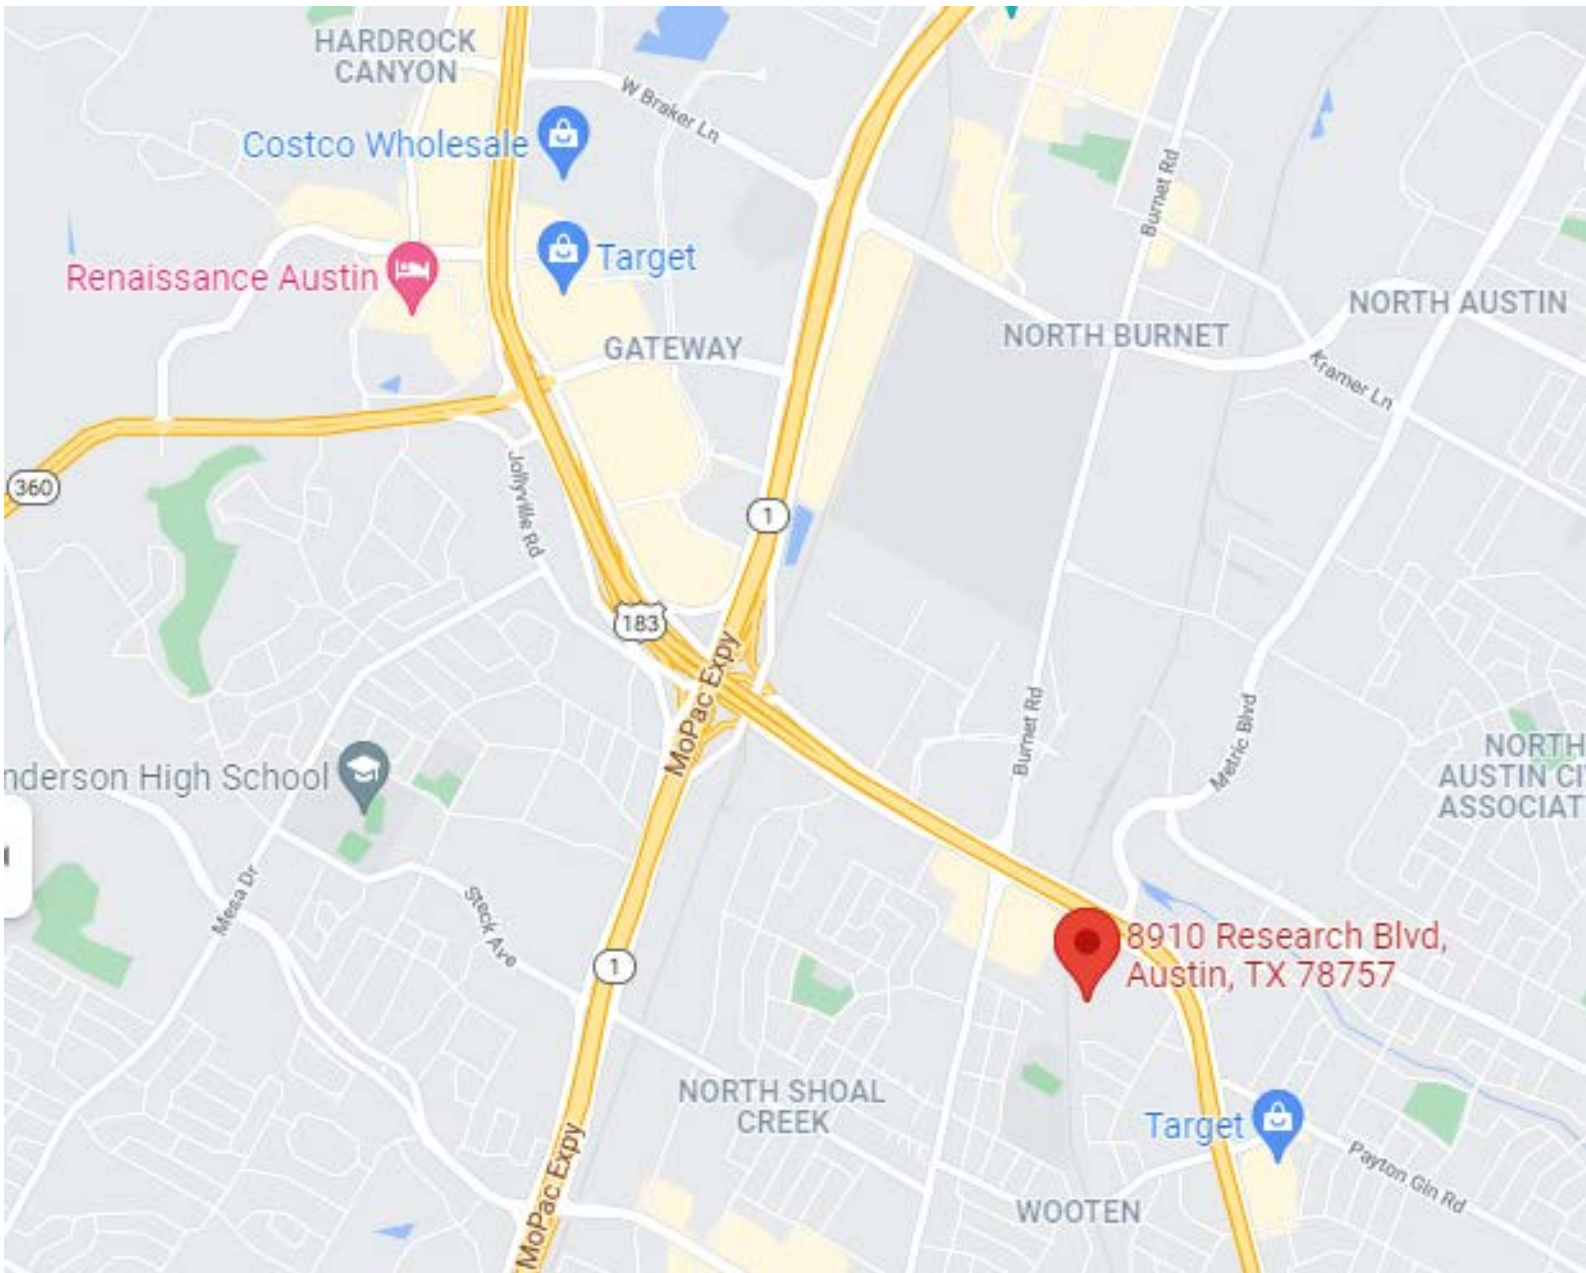 HARDROCK
CANYON
W Braker Ln
Costco Wholesale
Burnet Rd
Target
Renaissance Austin
NORTH AUSTIN
NORTH BURNET
GATEWAY
Kramer Ln
Jollyville Rd
360
1
183
MoPac Expy
Burnet Rd
Metric Blvd
NORTH
AUSTIN CI
ASSOCIAT
nderson High School
Mesa Dr
Steck Ave
8910 Research Blvd,
Austin, TX 78757
1
NORTH SHOAL
CREEK
Target
MoPac Expy
Payton Gln Rd
WOOTEN